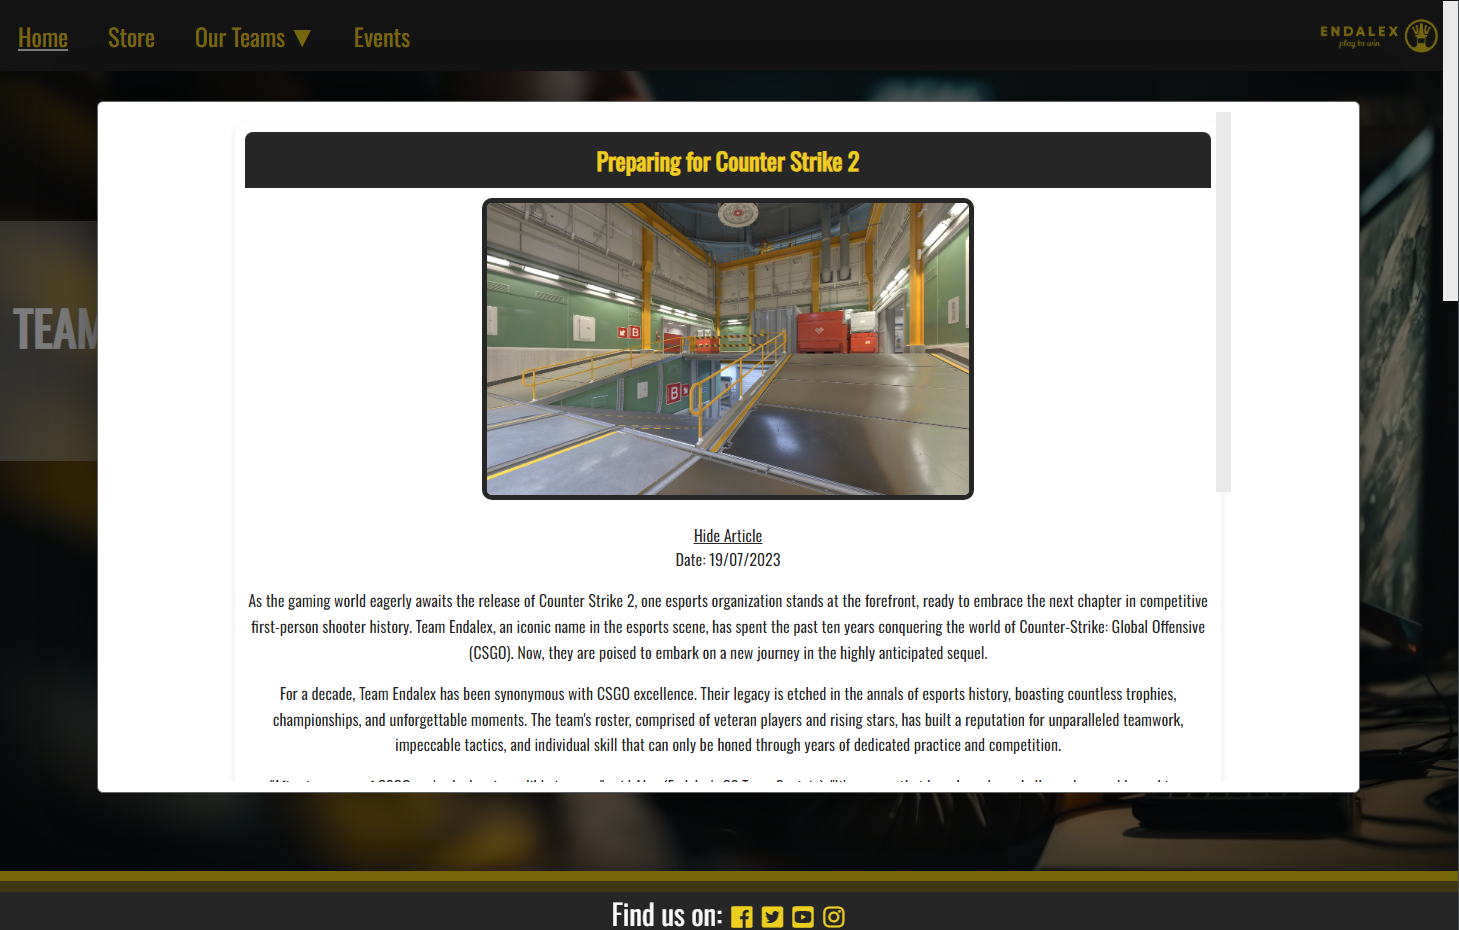 Home Store Our Teams ▼ Events
ENDALEX
play to win.
TEAM
Preparing for Counter Strike 2
B
B
Hide Article
Date: 19/07/2023
As the gaming world eagerly awaits the release of Counter Strike 2, one esports organization stands at the forefront, ready to embrace the next chapter in competitive
first-person shooter history. Team Endalex, an iconic name in the esports scene, has spent the past ten years conquering the world of Counter-Strike: Global Offensive
(CSGO). Now, they are poised to embark on a new journey in the highly anticipated sequel.
For a decade, Team Endalex has been synonymous with CSGO excellence. Their legacy is etched in the annals of esports history, boasting countless trophies,
championships, and unforgettable moments. The team's roster, comprised of veteran players and rising stars, has built a reputation for unparalleled teamwork,
impeccable tactics, and individual skill that can only be honed through years of dedicated practice and competition.
Find us on: